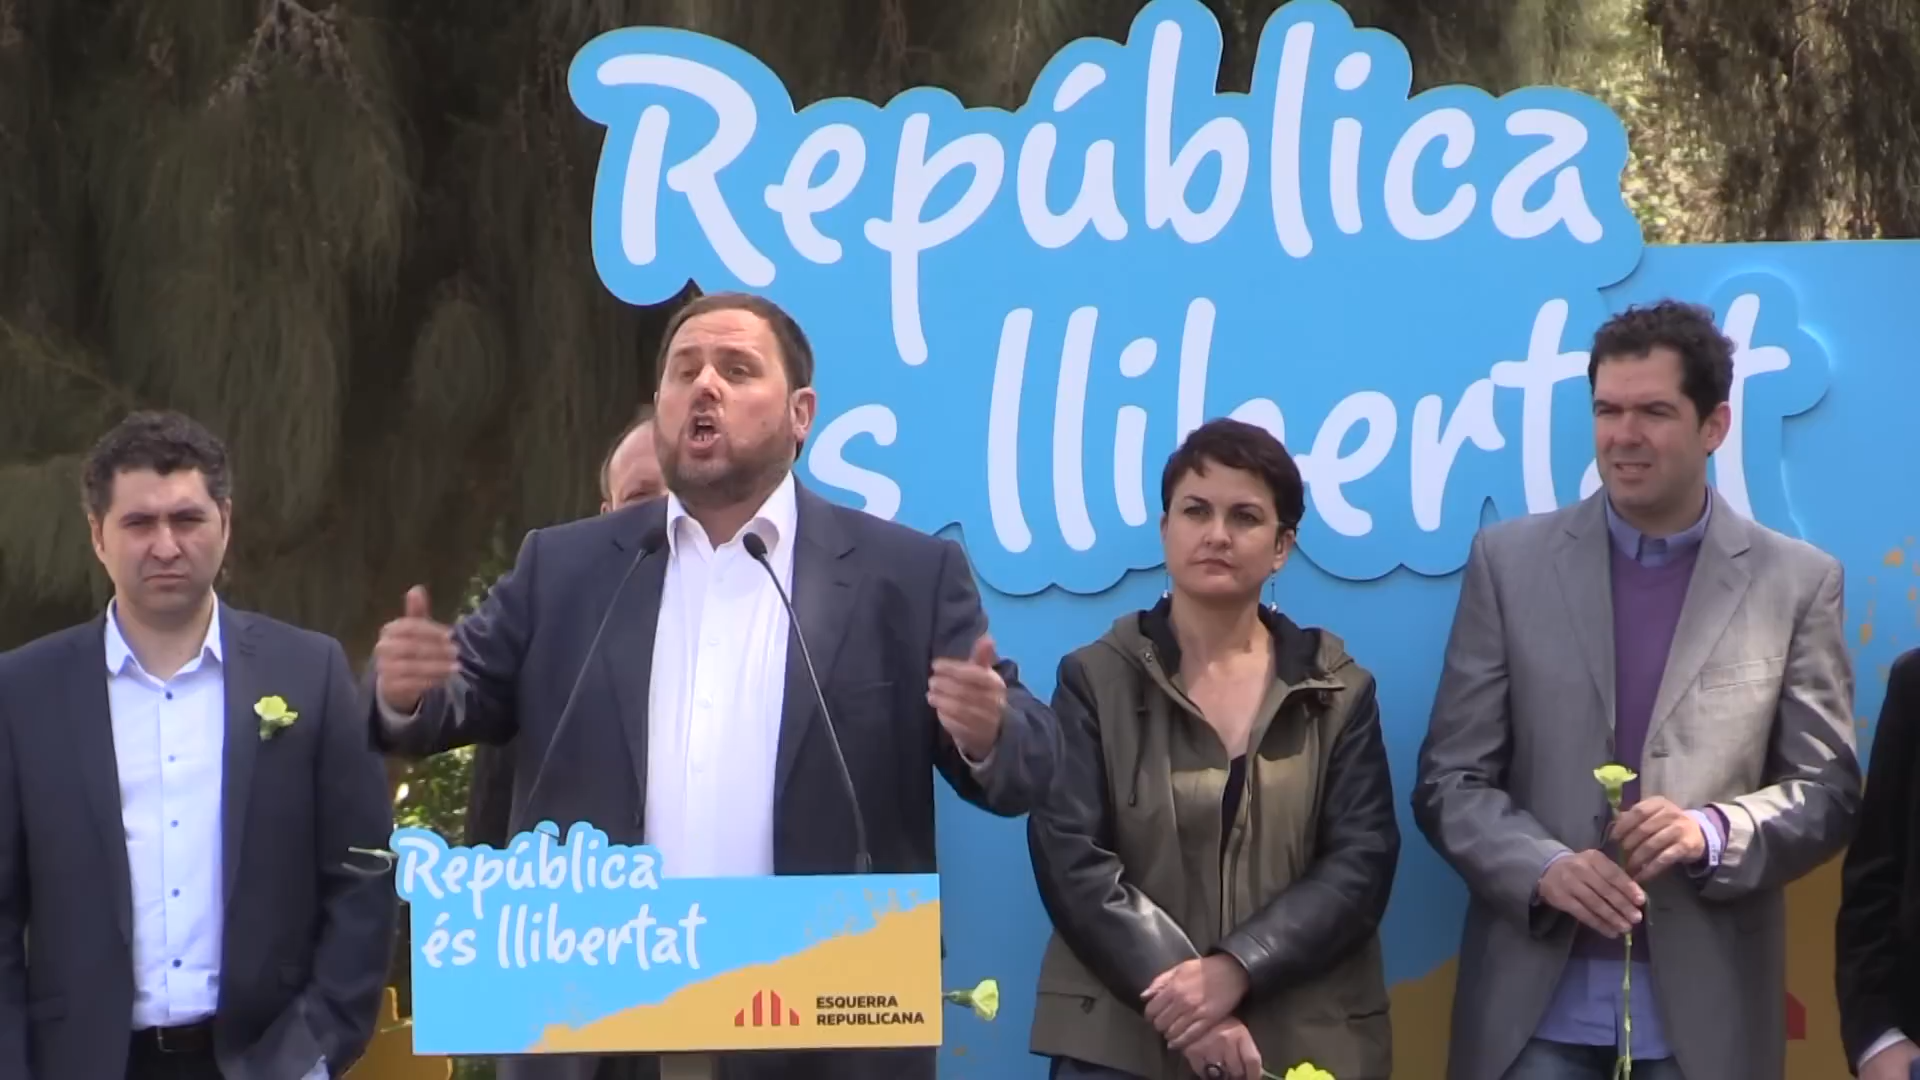 República
és llibertat
República
és llibertat
ESQUERRA
REPUBLICANA